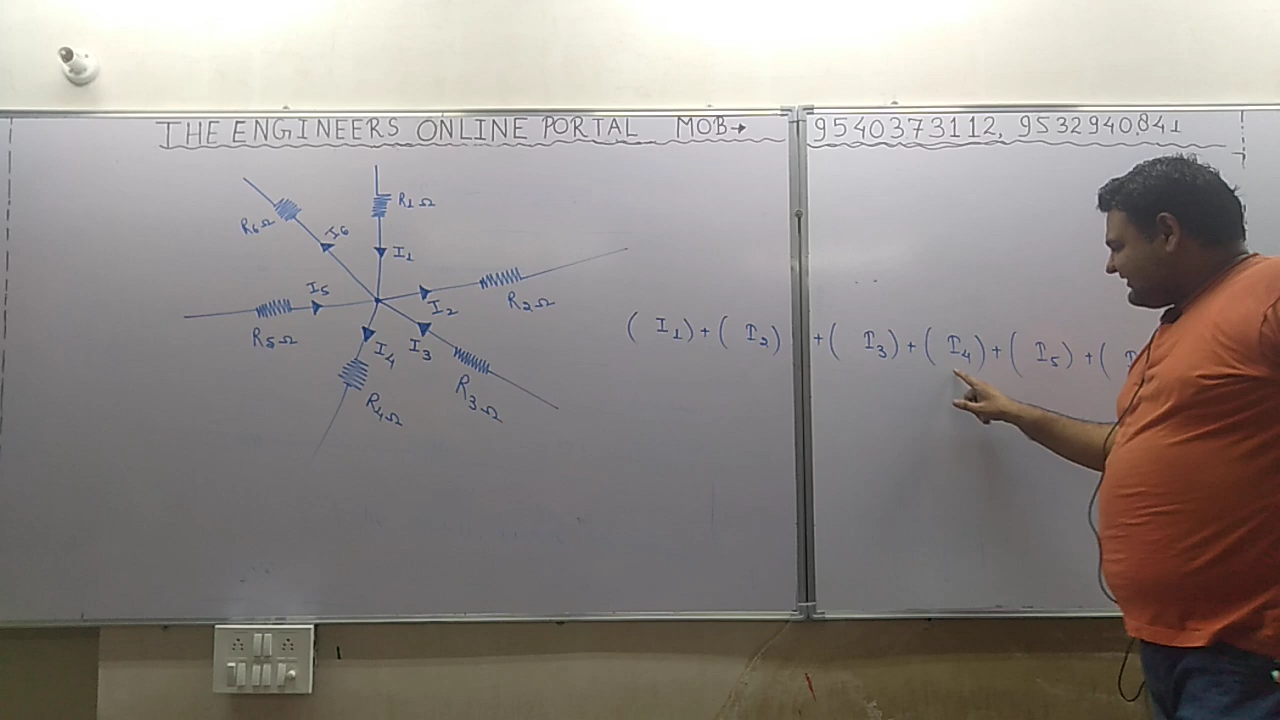 THE ENGINEERS ONLINE PORTAL MOB→ 9540373112, 9532940841
R1Ω
R6Ω
I6
I1
I5
I2
R2Ω
R5Ω
I4
I3
R3Ω
R4Ω
( I1) + ( I2) + ( I3) + ( I4) + ( I5) + (